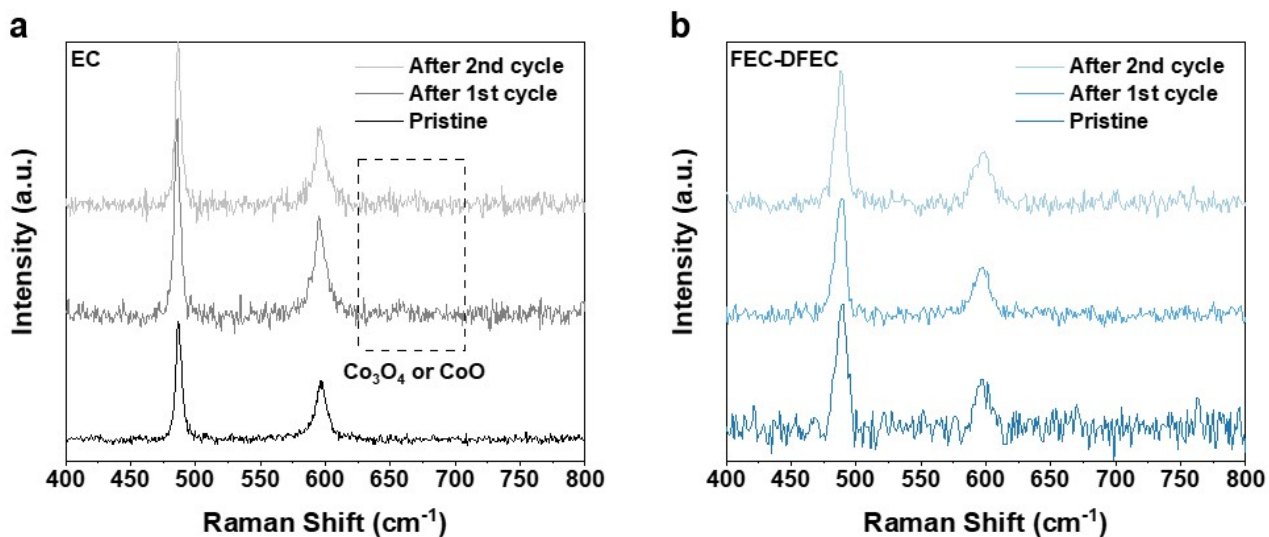 a
EC
After 2nd cycle
After 1st cycle
Pristine
Co₃O₄ or CoO
Intensity (a.u.)
400 450 500 550 600 650 700 750 800
Raman Shift (cm⁻¹)
b
FEC-DFEC
After 2nd cycle
After 1st cycle
Pristine
Intensity (a.u.)
400 450 500 550 600 650 700 750 800
Raman Shift (cm⁻¹)